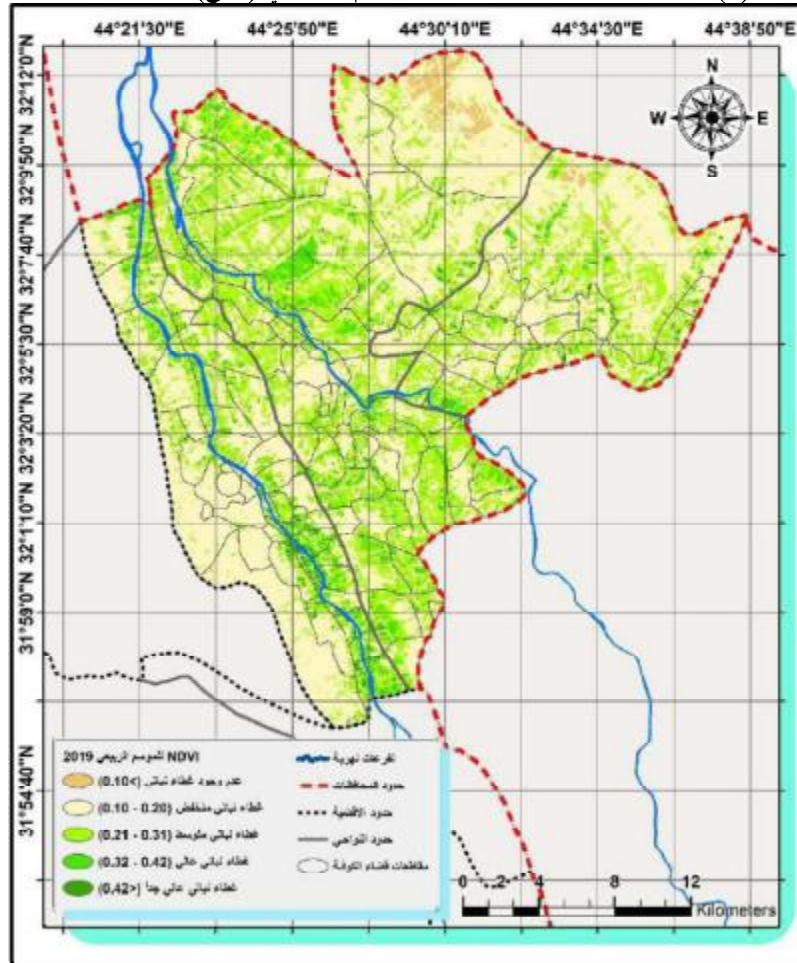 44°21'30"E 44°25'50"E 44°30'10"E 44°34'30"E 44°38'50"E
N
W E
S
32°12'0"N
32°9'50"N
32°7'40"N
32°5'30"N
32°3'20"N
32°1'10"N
31°59'0"N
31°54'40"N
NDVI للموسم الربيعي 2019
عدم وجود غطاء نباتي (>0.10)
غطاء نباتي منخفض (0.10 - 0.20)
غطاء نباتي متوسط (0.21 - 0.31)
غطاء نباتي عالي (0.32 - 0.42)
غطاء نباتي عالي جداً (<0.42)
تفرعات نهرية
حدود المحافظات
حدود الاقضية
حدود النواحي
مقاطعات قضاء الكوفة
0 2 4 8 12
Kilometers